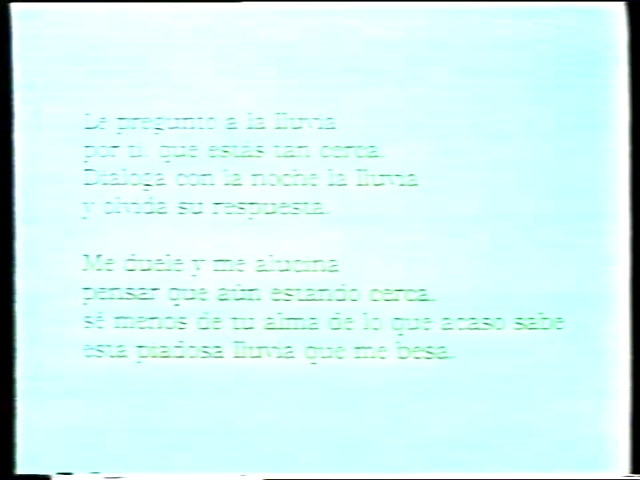 Le pregunto a la lluvia
por ti que estás tan cerca.
Dialoga con la noche la lluvia
y olvida su respuesta.
Me duele y me alucina
pensar que aún estando cerca,
sé menos de tu alma de lo que acaso sabe
esta piadosa lluvia que me besa.